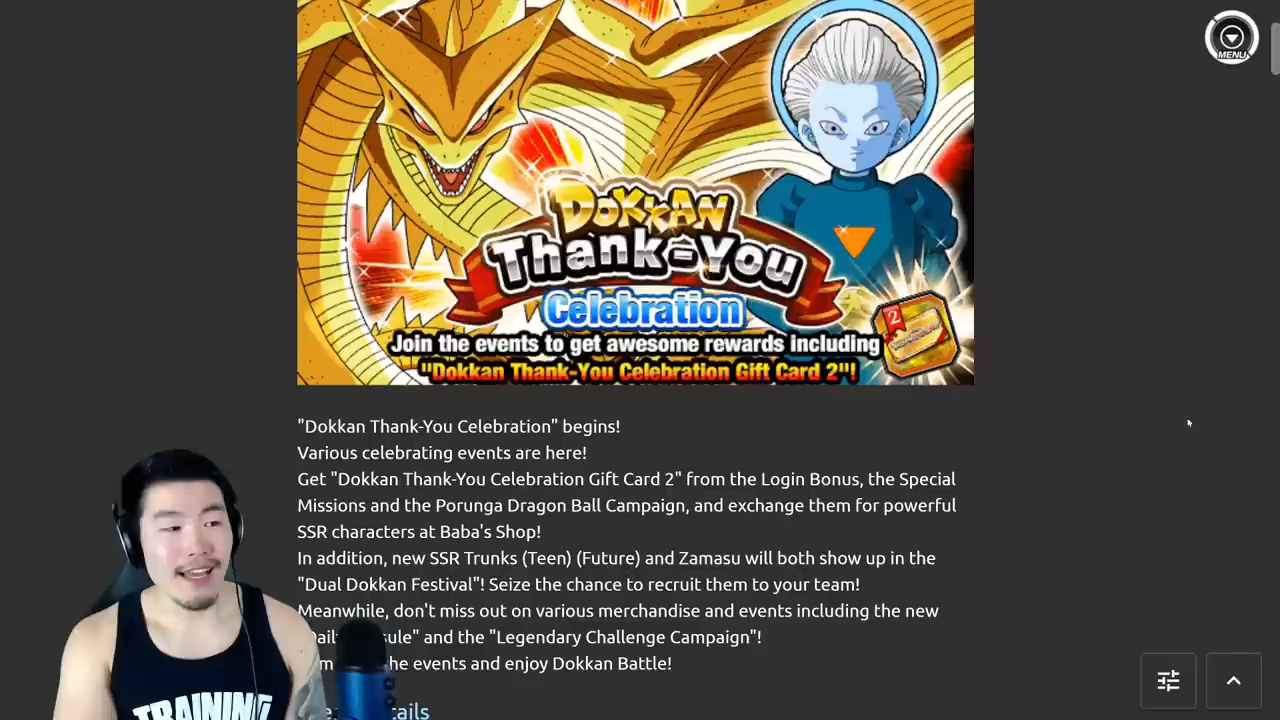 MENU
DOKKAN
Thank-You
Celebration
2
Join the events to get awesome rewards including
"Dokkan Thank-You Celebration Gift Card 2"!
"Dokkan Thank-You Celebration" begins!
Various celebrating events are here!
Get "Dokkan Thank-You Celebration Gift Card 2" from the Login Bonus, the Special
Missions and the Porunga Dragon Ball Campaign, and exchange them for powerful
SSR characters at Baba's Shop!
In addition, new SSR Trunks (Teen) (Future) and Zamasu will both show up in the
"Dual Dokkan Festival"! Seize the chance to recruit them to your team!
Meanwhile, don't miss out on various merchandise and events including the new
and the "Legendary Challenge Campaign"!
events and enjoy Dokkan Battle!
TRAINING